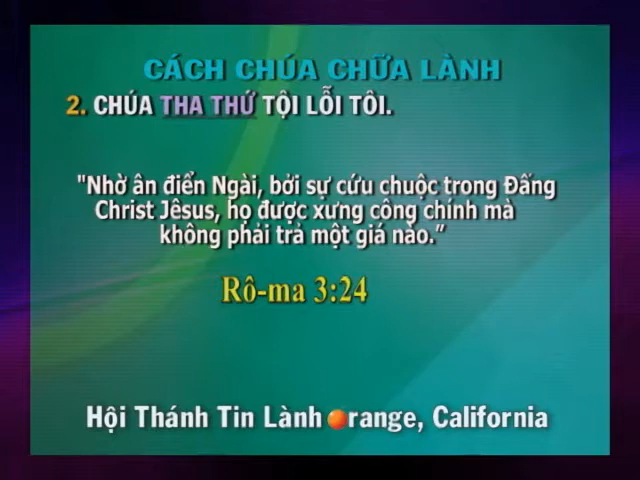 CÁCH CHÚA CHỮA LÀNH
2. CHÚA THA THỨ TỘI LỖI TÔI.
"Nhờ ân điển Ngài, bởi sự cứu chuộc trong Đấng
Christ Jêsus, họ được xưng công chính mà
không phải trả một giá nào.”
Rô-ma 3:24
Hội Thánh Tin Lành Orange, California